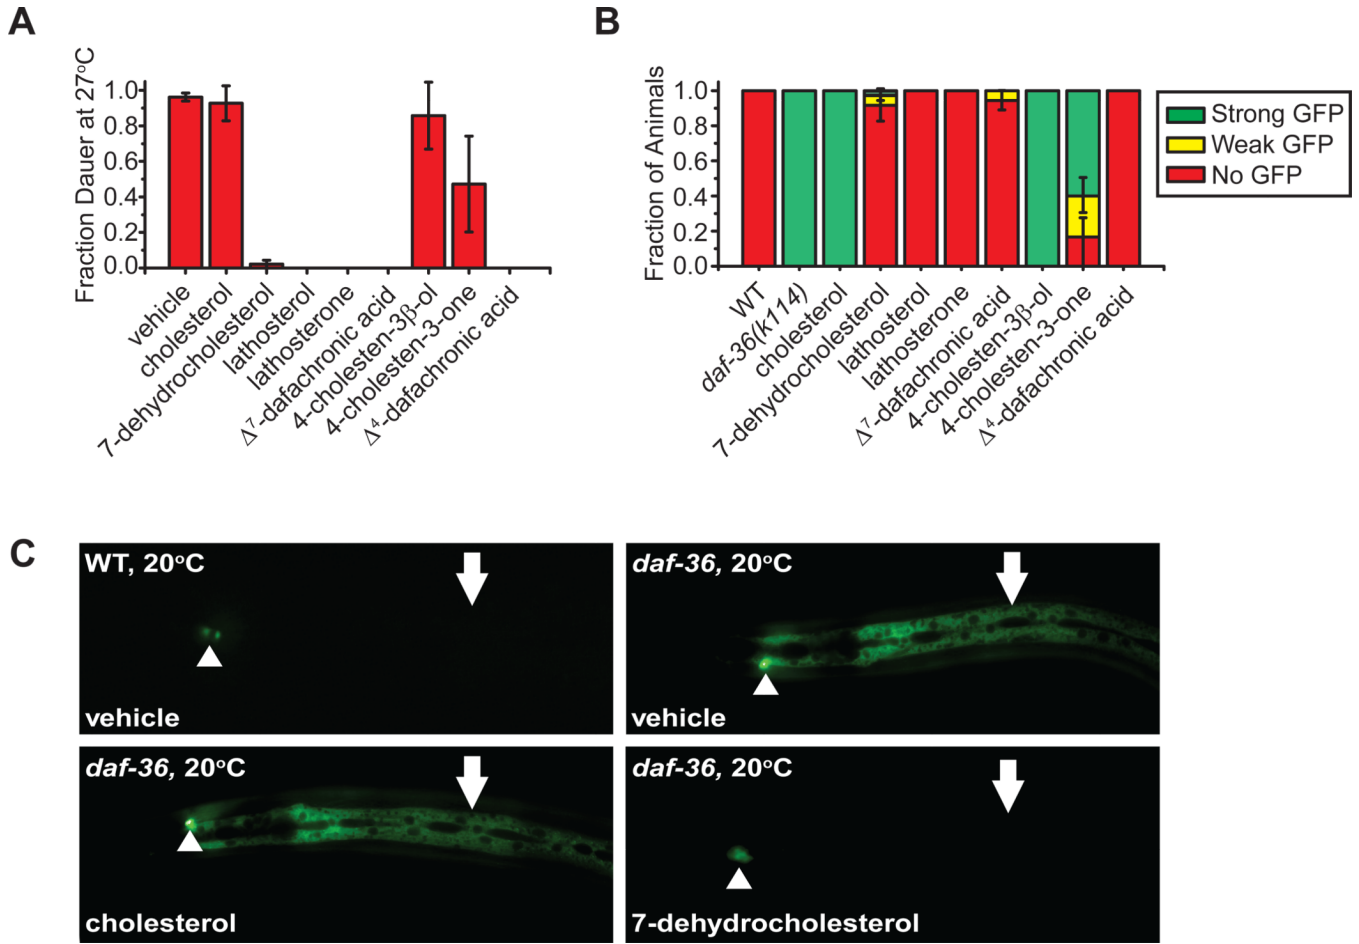 A
Fraction Dauer at 27°C
1.0
0.8
0.6
0.4
0.2
0.0
vehicle
cholesterol
7-dehydrocholesterol
lathosterol
lathosterone
Δ⁷-dafachronic acid
4-cholesten-3β-ol
4-cholesten-3-one
Δ⁴-dafachronic acid
B
Fraction of Animals
1.0
0.8
0.6
0.4
0.2
0.0
WT
daf-36(k114)
cholesterol
7-dehydrocholesterol
lathosterol
lathosterone
Δ⁷-dafachronic acid
4-cholesten-3β-ol
4-cholesten-3-one
Δ⁴-dafachronic acid
Strong GFP
Weak GFP
No GFP
C
WT, 20°C
vehicle
daf-36, 20°C
vehicle
daf-36, 20°C
cholesterol
daf-36, 20°C
7-dehydrocholesterol